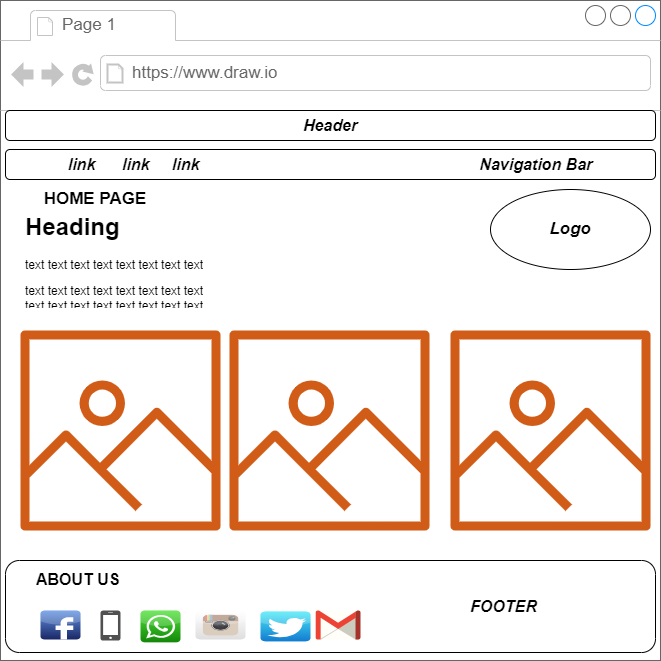 Page 1
https://www.draw.io
Header
link link link Navigation Bar
HOME PAGE
Heading
Logo
text text text text text text text text
text text text text text text text text
text text text text text text text text
ABOUT US
FOOTER